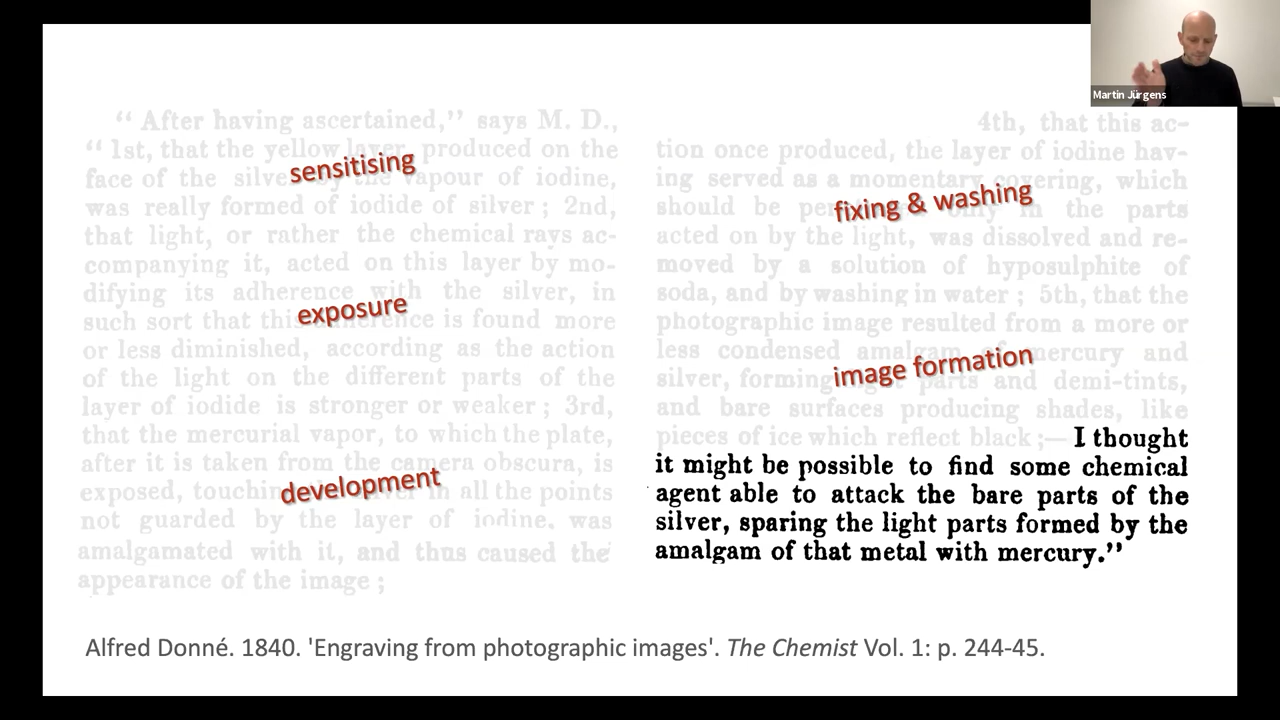 Martin Jürgens
“ After having ascertained,” says M. D.,
“ 1st, that the yellow layer produced on the
face of the silver by the vapour of iodine,
was really formed of iodide of silver ; 2nd,
that light, or rather the chemical rays ac-
companying it, acted on this layer by mo-
difying its adherence with the silver, in
such sort that this adherence is found more
or less diminished, according as the action
of the light on the different parts of the
layer of iodide is stronger or weaker ; 3rd,
that the mercurial vapor, to which the plate,
after it is taken from the camera obscura, is
exposed, touching the silver in all the points
not guarded by the layer of iodine, was
amalgamated with it, and thus caused the
appearance of the image ;
sensitising
exposure
development
4th, that this ac-
tion once produced, the layer of iodine hav-
ing served as a momentary covering, which
should be only in the parts
acted on by the light, was dissolved and re-
moved by a solution of hyposulphite of
soda, and by washing in water ; 5th, that the
photographic image resulted from a more or
less condensed amalgam of mercury and
silver, forming light parts and demi-tints,
and bare surfaces producing shades, like
pieces of ice which reflect black ;— I thought
it might be possible to find some chemical
agent able to attack the bare parts of the
silver, sparing the light parts formed by the
amalgam of that metal with mercury.”
fixing & washing
image formation
Alfred Donné. 1840. 'Engraving from photographic images'. The Chemist Vol. 1: p. 244-45.